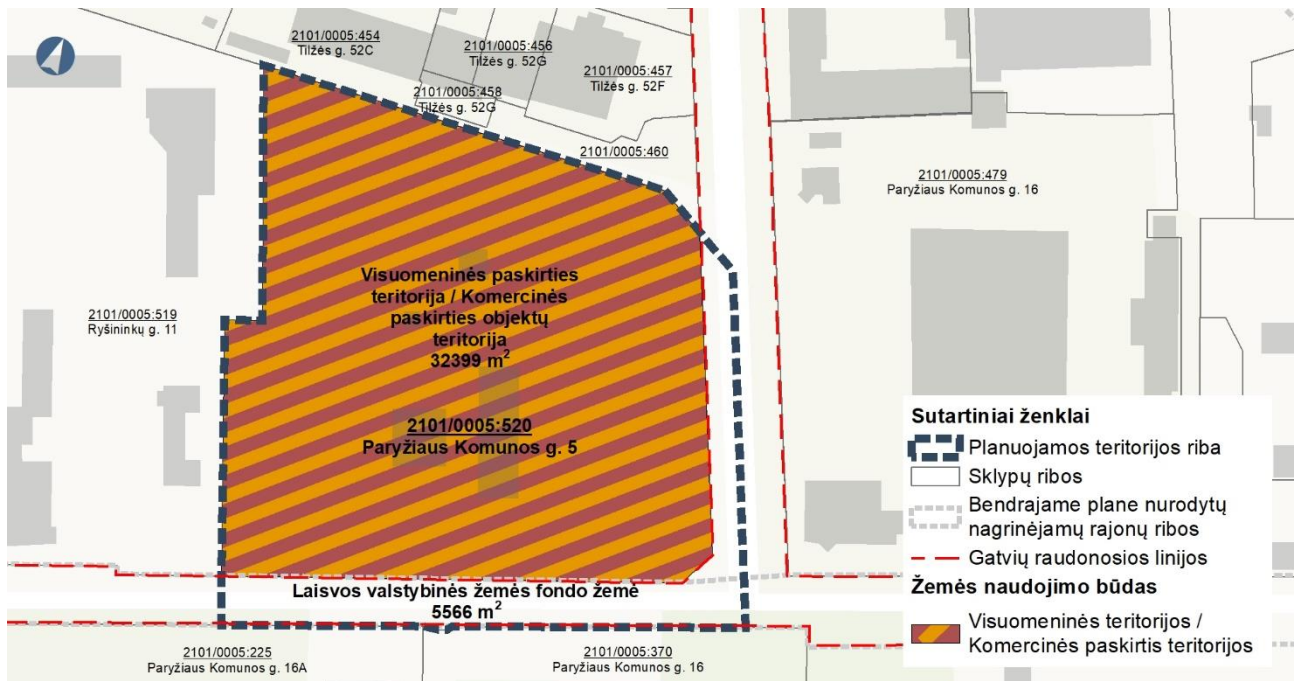 2101/0005:454
Tilžės g. 52C
2101/0005:456
Tilžės g. 52G
2101/0005:457
Tilžės g. 52F
2101/0005:458
Tilžės g. 52G
2101/0005:460
2101/0005:479
Paryžiaus Komunos g. 16
Visuomeninės paskirties
teritorija / Komercinės
paskirties objektų
teritorija
32399 m²
2101/0005:519
Ryšininkų g. 11
2101/0005:520
Paryžiaus Komunos g. 5
Laisvos valstybinės žemės fondo žemė
5566 m²
2101/0005:225
Paryžiaus Komunos g. 16A
2101/0005:370
Paryžiaus Komunos g. 16
Sutartiniai ženklai
Planuojamos teritorijos riba
Sklypų ribos
Bendrajame plane nurodytų
nagrinėjamų rajonų ribos
Gatvių raudonosios linijos
Žemės naudojimo būdas
Visuomeninės teritorijos /
Komercinės paskirtis teritorijos